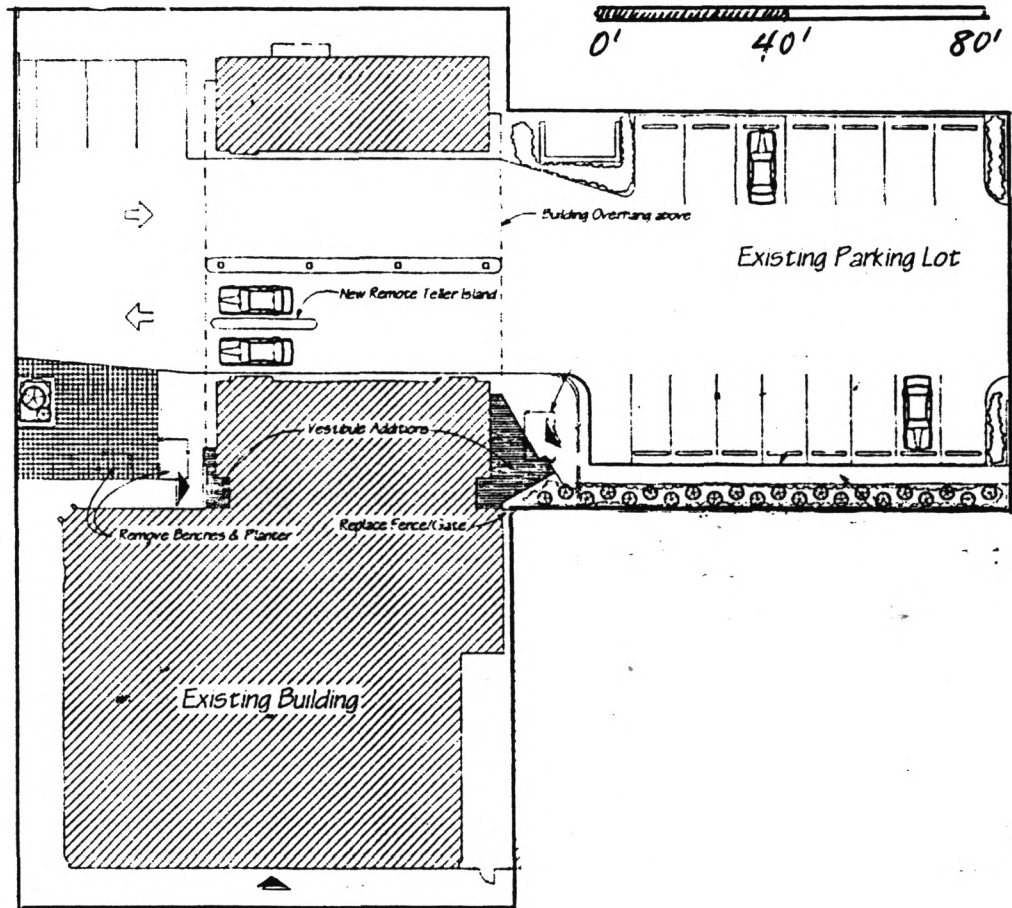 0' 40' 80'
Building Overhang above
Existing Parking Lot
New Remote Teller Island
Vestibule Additions
Replace Fence/Gate
Remove Benches & Planter
Existing Building